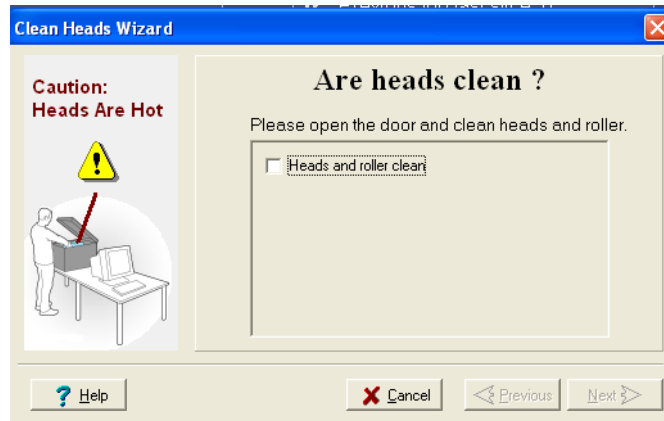 Clean Heads Wizard
Caution:
Heads Are Hot
Are heads clean ?
Please open the door and clean heads and roller.
Heads and roller clean
Help
Cancel
Previous
Next